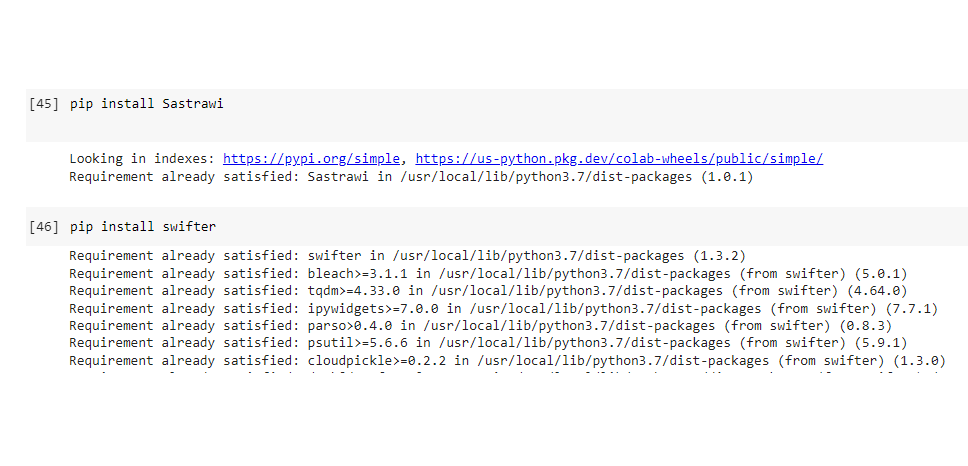 [45] pip install Sastrawi
Looking in indexes: https://pypi.org/simple, https://us-python.pkg.dev/colab-wheels/public/simple/
Requirement already satisfied: Sastrawi in /usr/local/lib/python3.7/dist-packages (1.0.1)
[46] pip install swifter
Requirement already satisfied: swifter in /usr/local/lib/python3.7/dist-packages (1.3.2)
Requirement already satisfied: bleach>=3.1.1 in /usr/local/lib/python3.7/dist-packages (from swifter) (5.0.1)
Requirement already satisfied: tqdm>=4.33.0 in /usr/local/lib/python3.7/dist-packages (from swifter) (4.64.0)
Requirement already satisfied: ipywidgets>=7.0.0 in /usr/local/lib/python3.7/dist-packages (from swifter) (7.7.1)
Requirement already satisfied: parso>0.4.0 in /usr/local/lib/python3.7/dist-packages (from swifter) (0.8.3)
Requirement already satisfied: psutil>=5.6.6 in /usr/local/lib/python3.7/dist-packages (from swifter) (5.9.1)
Requirement already satisfied: cloudpickle>=0.2.2 in /usr/local/lib/python3.7/dist-packages (from swifter) (1.3.0)